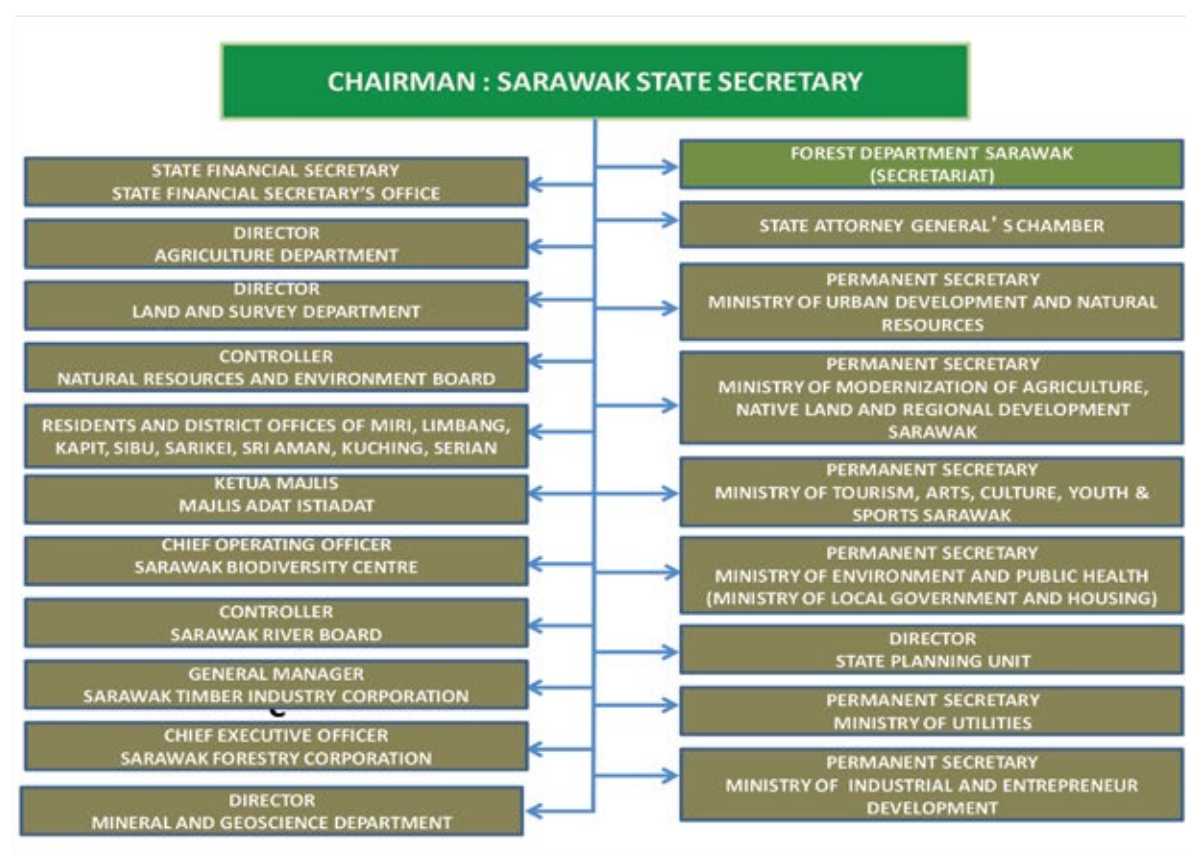 CHAIRMAN : SARAWAK STATE SECRETARY
STATE FINANCIAL SECRETARY
STATE FINANCIAL SECRETARY'S OFFICE
DIRECTOR
AGRICULTURE DEPARTMENT
DIRECTOR
LAND AND SURVEY DEPARTMENT
CONTROLLER
NATURAL RESOURCES AND ENVIRONMENT BOARD
RESIDENTS AND DISTRICT OFFICES OF MIRI, LIMBANG,
KAPIT, SIBU, SARIKEI, SRI AMAN, KUCHING, SERIAN
KETUA MAJLIS
MAJLIS ADAT ISTIADAT
CHIEF OPERATING OFFICER
SARAWAK BIODIVERSITY CENTRE
CONTROLLER
SARAWAK RIVER BOARD
GENERAL MANAGER
SARAWAK TIMBER INDUSTRY CORPORATION
CHIEF EXECUTIVE OFFICER
SARAWAK FORESTRY CORPORATION
DIRECTOR
MINERAL AND GEOSCIENCE DEPARTMENT
FOREST DEPARTMENT SARAWAK
(SECRETARIAT)
STATE ATTORNEY GENERAL' S CHAMBER
PERMANENT SECRETARY
MINISTRY OF URBAN DEVELOPMENT AND NATURAL
RESOURCES
PERMANENT SECRETARY
MINISTRY OF MODERNIZATION OF AGRICULTURE,
NATIVE LAND AND REGIONAL DEVELOPMENT
SARAWAK
PERMANENT SECRETARY
MINISTRY OF TOURISM, ARTS, CULTURE, YOUTH &
SPORTS SARAWAK
PERMANENT SECRETARY
MINISTRY OF ENVIRONMENT AND PUBLIC HEALTH
(MINISTRY OF LOCAL GOVERNMENT AND HOUSING)
DIRECTOR
STATE PLANNING UNIT
PERMANENT SECRETARY
MINISTRY OF UTILITIES
PERMANENT SECRETARY
MINISTRY OF INDUSTRIAL AND ENTREPRENEUR
DEVELOPMENT